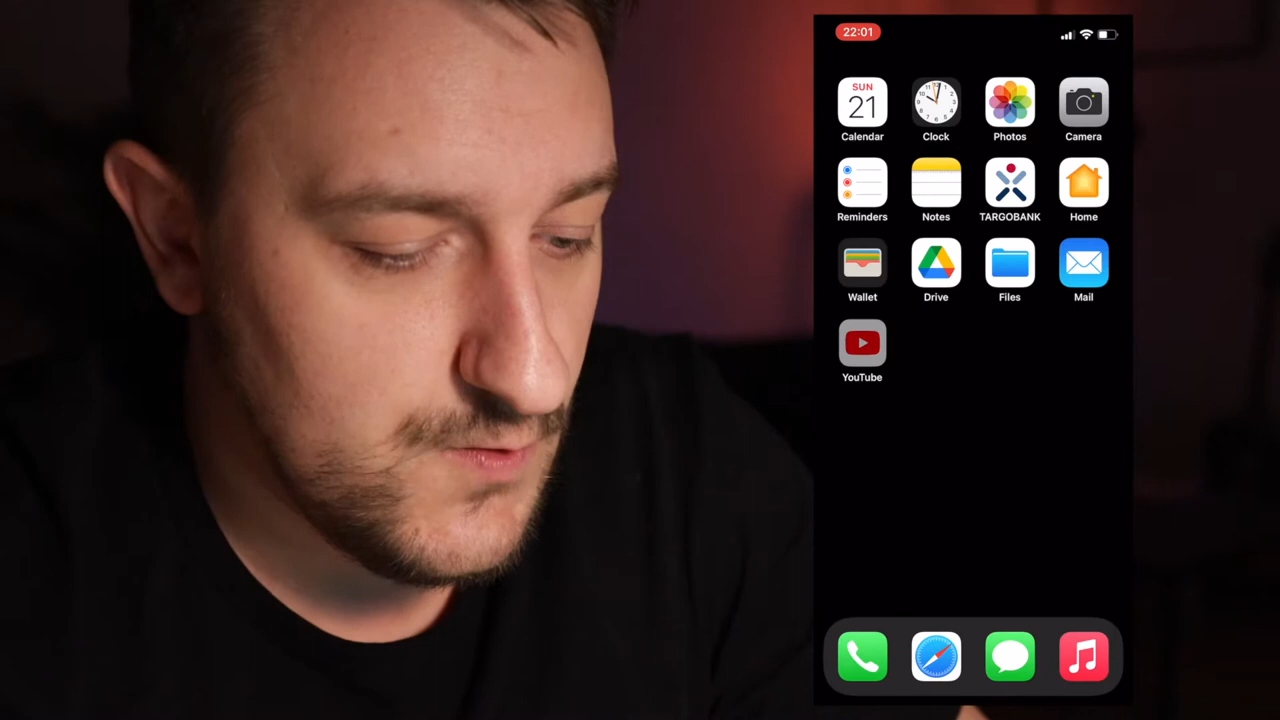 22:01
SUN
21
Calendar
Clock
Photos
Camera
Reminders
Notes
TARGOBANK
Home
Wallet
Drive
Files
Mail
YouTube